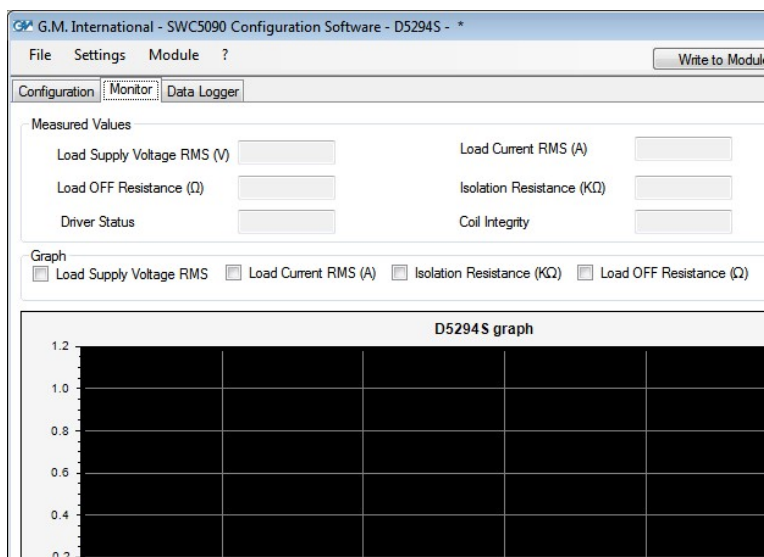 G.M. International - SWC5090 Configuration Software - D5294S - *
File Settings Module ? Write to Module
Configuration Monitor Data Logger
Measured Values
Load Supply Voltage RMS (V) Load Current RMS (A)
Load OFF Resistance (Ω) Isolation Resistance (KΩ)
Driver Status Coil Integrity
Graph
Load Supply Voltage RMS Load Current RMS (A) Isolation Resistance (KΩ) Load OFF Resistance (Ω)
D5294S graph
1.2
1.0
0.8
0.6
0.4
0.2